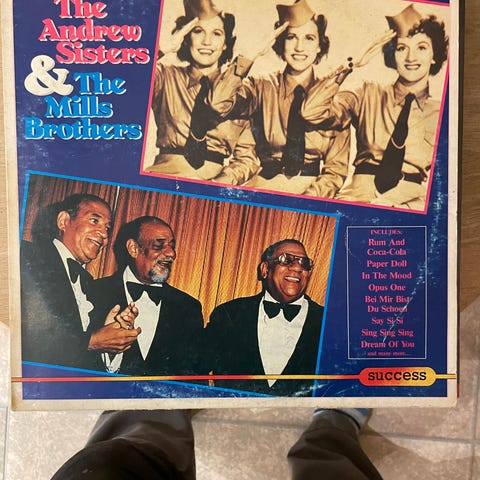 The
Andrew
Sisters
& The
Mills
Brothers
INCLUDES:
Rum And
Coca-Cola
Paper Doll
In The Mood
Opus One
Bei Mir Bist
Du Schoen
Say Si Si
Sing Sing Sing
Dream Of You
and many more...
success